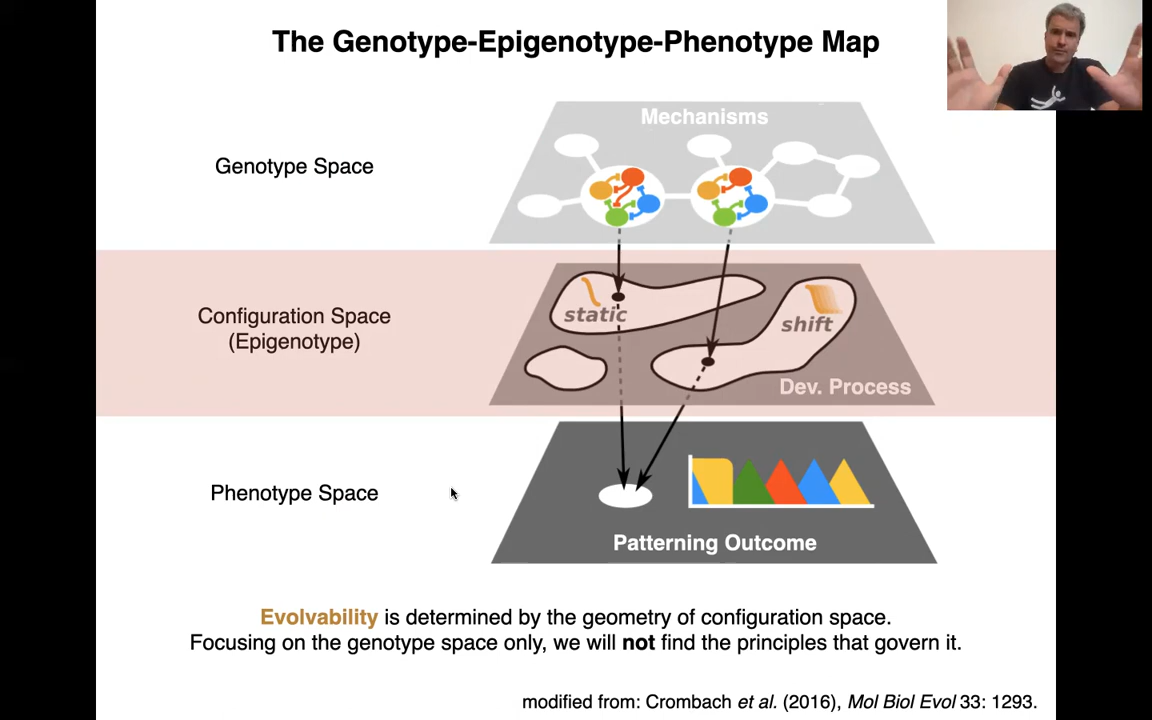 The Genotype-Epigenotype-Phenotype Map
Mechanisms
Genotype Space
static
shift
Configuration Space
(Epigenotype)
Dev. Process
Phenotype Space
Patterning Outcome
Evolvability is determined by the geometry of configuration space.
Focusing on the genotype space only, we will not find the principles that govern it.
modified from: Crombach et al. (2016), Mol Biol Evol 33: 1293.